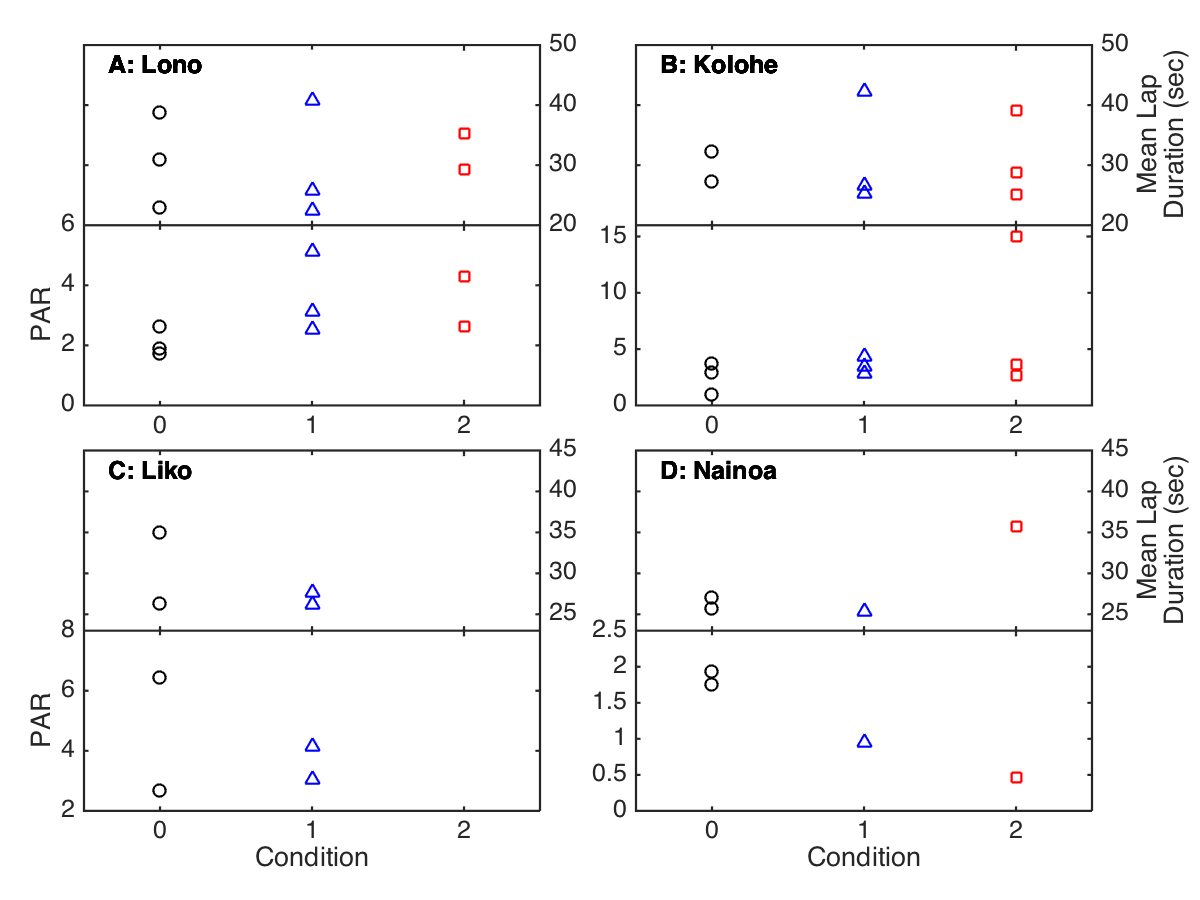 A: Lono
50
40
30
20
6
4
2
0
PAR
0 1 2
B: Kolohe
50
40
30
20
Mean Lap
Duration (sec)
15
10
5
0
0 1 2
C: Liko
45
40
35
30
25
8
6
4
2
PAR
0 1 2
Condition
D: Nainoa
45
40
35
30
25
Mean Lap
Duration (sec)
2.5
2
1.5
1
0.5
0
0 1 2
Condition